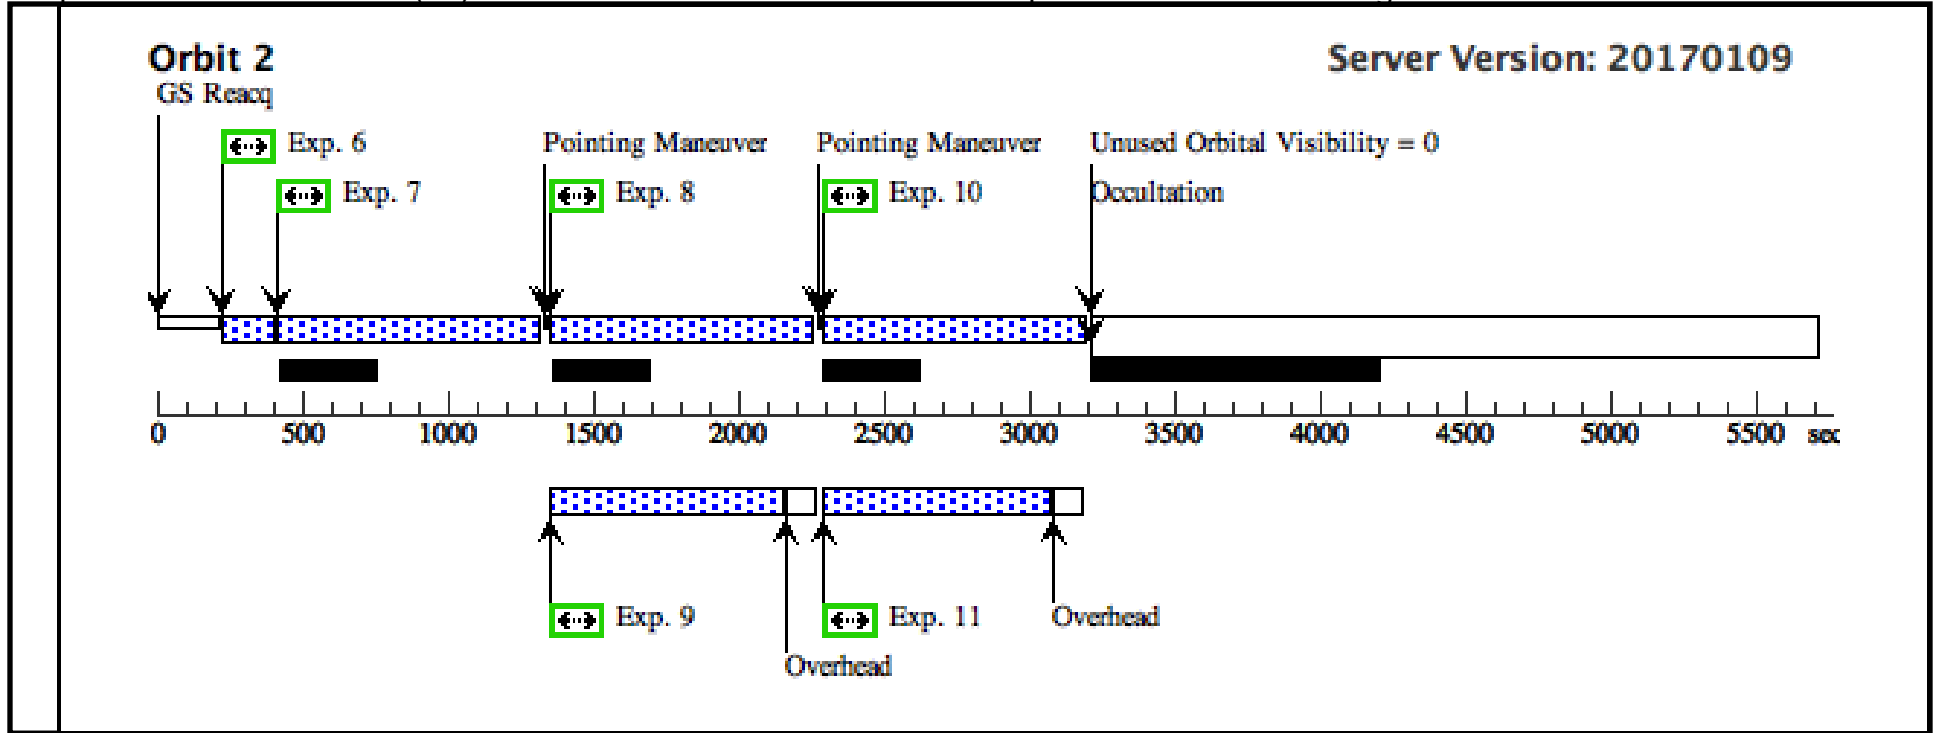 Orbit 2
Server Version: 20170109
GS Reacq
Exp. 6
Pointing Maneuver
Pointing Maneuver
Unused Orbital Visibility = 0
Exp. 7
Exp. 8
Exp. 10
Occultation
0 500 1000 1500 2000 2500 3000 3500 4000 4500 5000 5500 sec
Exp. 9
Exp. 11
Overhead
Overhead